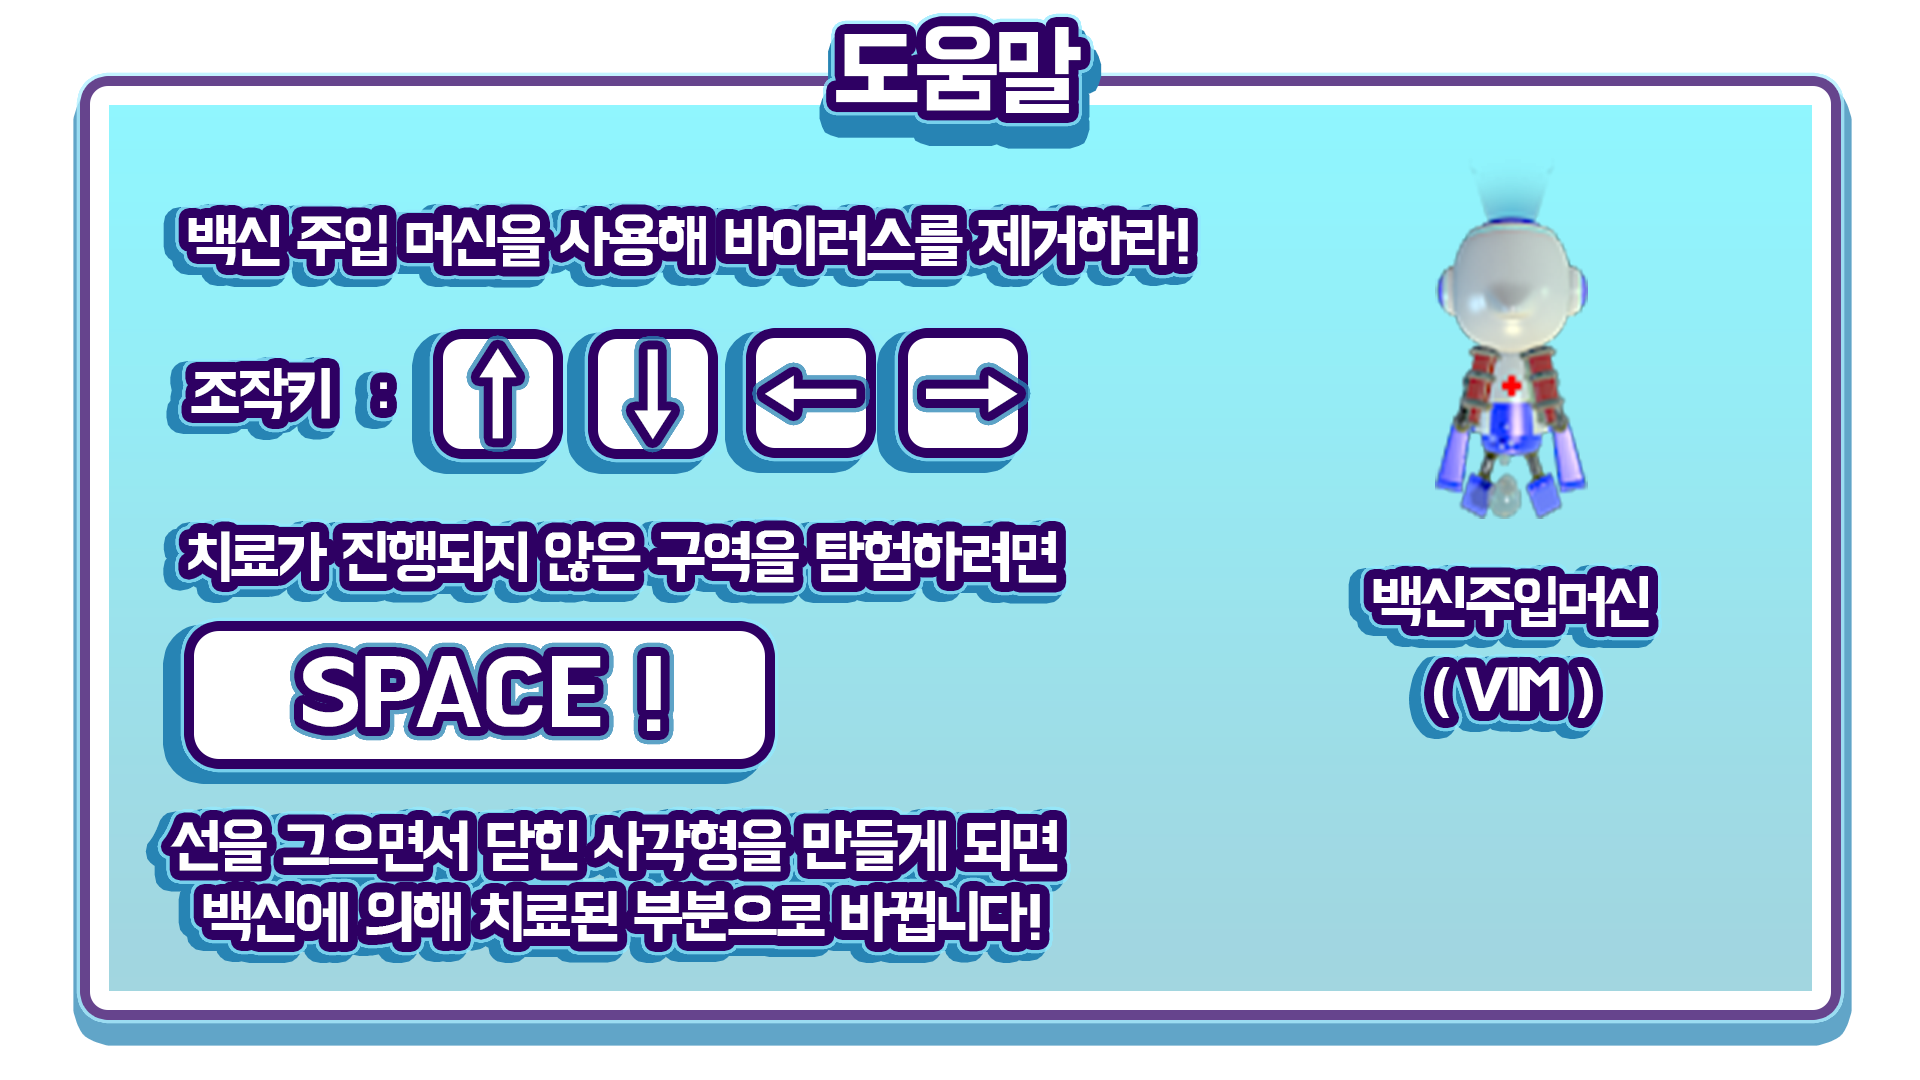 도움말
백신 주입 머신을 사용해 바이러스를 제거하라!
조작키 : ↑ ↓ ← →
치료가 진행되지 않은 구역을 탐험하려면
SPACE !
선을 그으면서 닫힌 사각형을 만들게 되면
백신에 의해 치료된 부분으로 바뀝니다!
백신주입머신
( VIM )